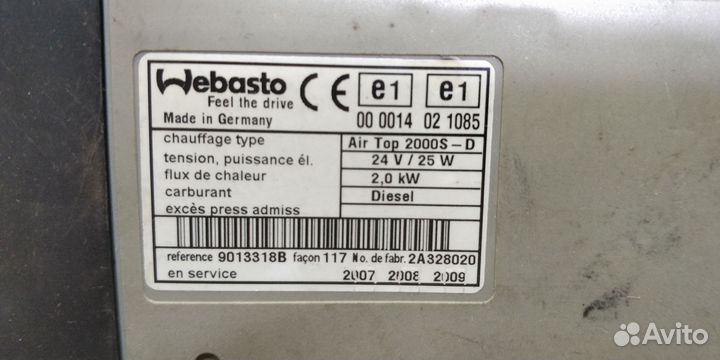 Webasto
Feel the drive
CE e1 e1
Made in Germany 00 0014 02 1085
chauffage type Air Top 2000S-D
tension, puissance él. 24 V / 25 W
flux de chaleur 2,0 kW
carburant Diesel
excès press admiss
reference 9013318B façon 117 No. de fabr. 2A328020
en service 2007 2008 2009
Avito